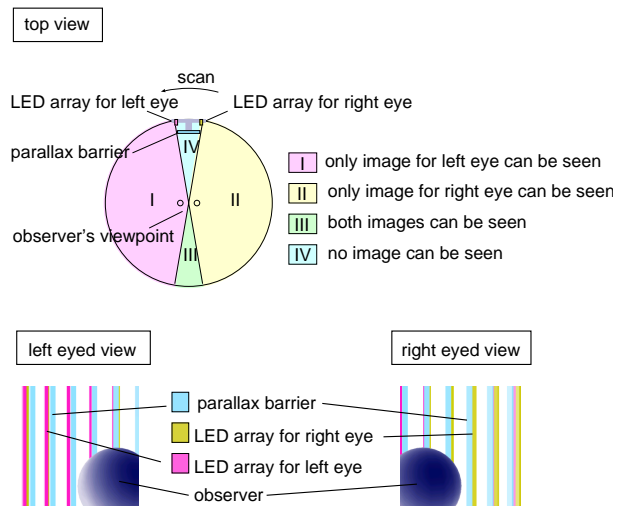 top view
scan
LED array for left eye
LED array for right eye
parallax barrier
IV
I
II
observer's viewpoint
III
I only image for left eye can be seen
II only image for right eye can be seen
III both images can be seen
IV no image can be seen
left eyed view
right eyed view
parallax barrier
LED array for right eye
LED array for left eye
observer